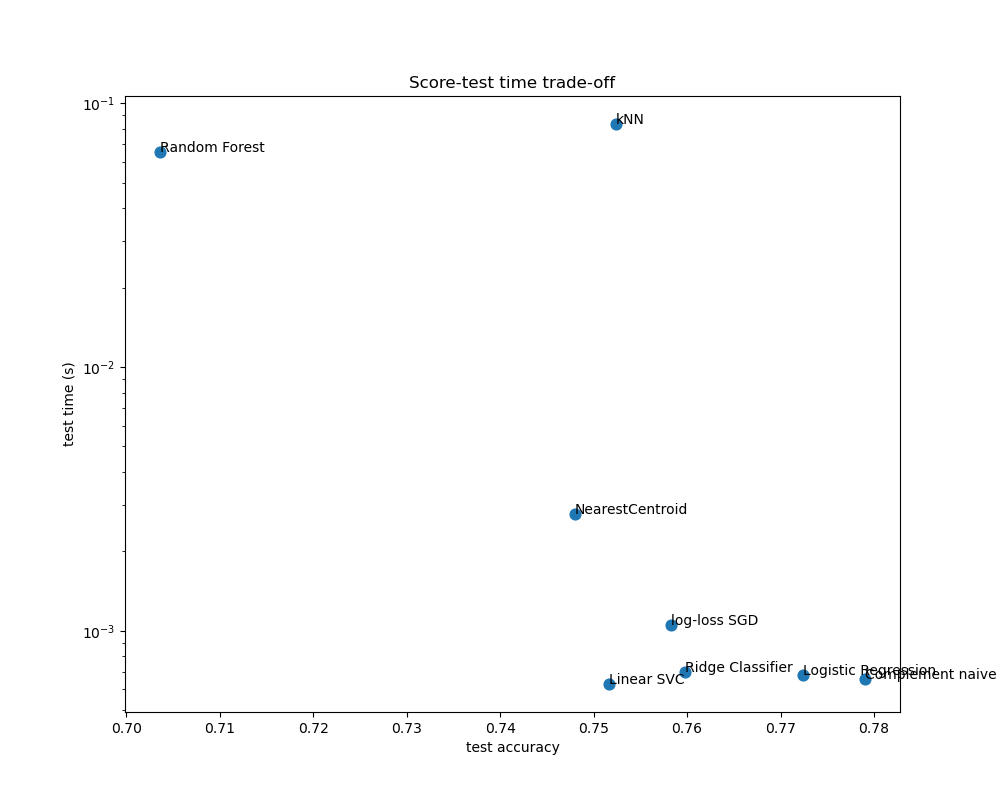 Score-test time trade-off
10⁻¹
kNN
Random Forest
10⁻²
test time (s)
NearestCentroid
log-loss SGD
10⁻³
Ridge Classifier
Logistic Regression
Complement naive
Linear SVC
0.70 0.71 0.72 0.73 0.74 0.75 0.76 0.77 0.78
test accuracy